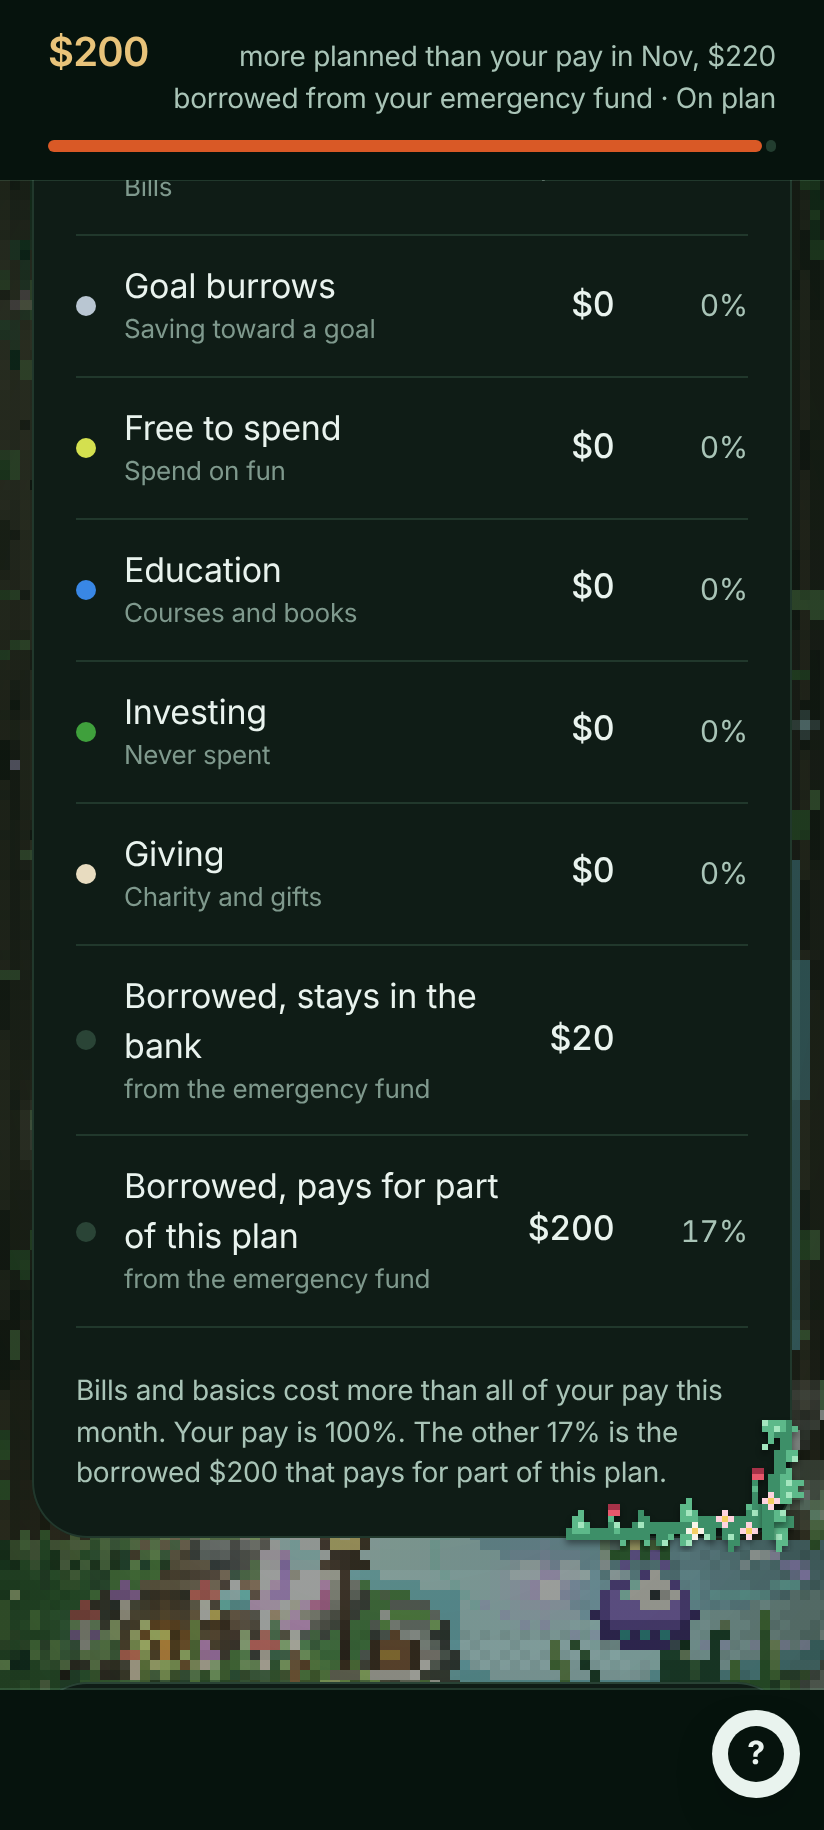 $200
more planned than your pay in Nov, $220
borrowed from your emergency fund · On plan
Bills
Goal burrows
$0
0%
Saving toward a goal
Free to spend
$0
0%
Spend on fun
Education
$0
0%
Courses and books
Investing
$0
0%
Never spent
Giving
$0
0%
Charity and gifts
Borrowed, stays in the
bank
$20
from the emergency fund
Borrowed, pays for part
of this plan
$200
17%
from the emergency fund
Bills and basics cost more than all of your pay this
month. Your pay is 100%. The other 17% is the
borrowed $200 that pays for part of this plan.
?